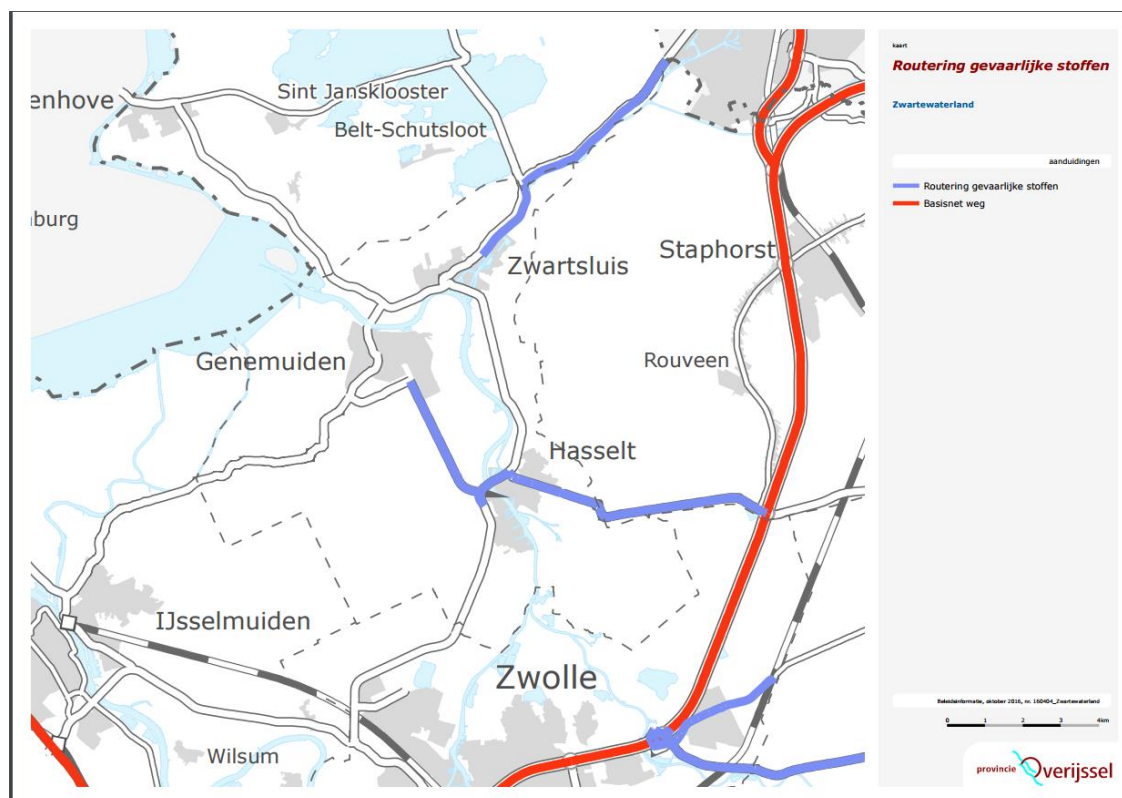 kaart
Routering gevaarlijke stoffen
Zwartewaterland
aanduidingen
Routering gevaarlijke stoffen
Basisnet weg
enhove
Sint Jansklooster
Belt-Schutsloot
burg
Zwartsluis
Staphorst
Genemuiden
Rouveen
Hasselt
IJsselmuiden
Zwolle
Wilsum
Beleidsinformatie, oktober 2016, nr. 160404_Zwartewaterland
0 1 2 3 4km
provincie Overijssel